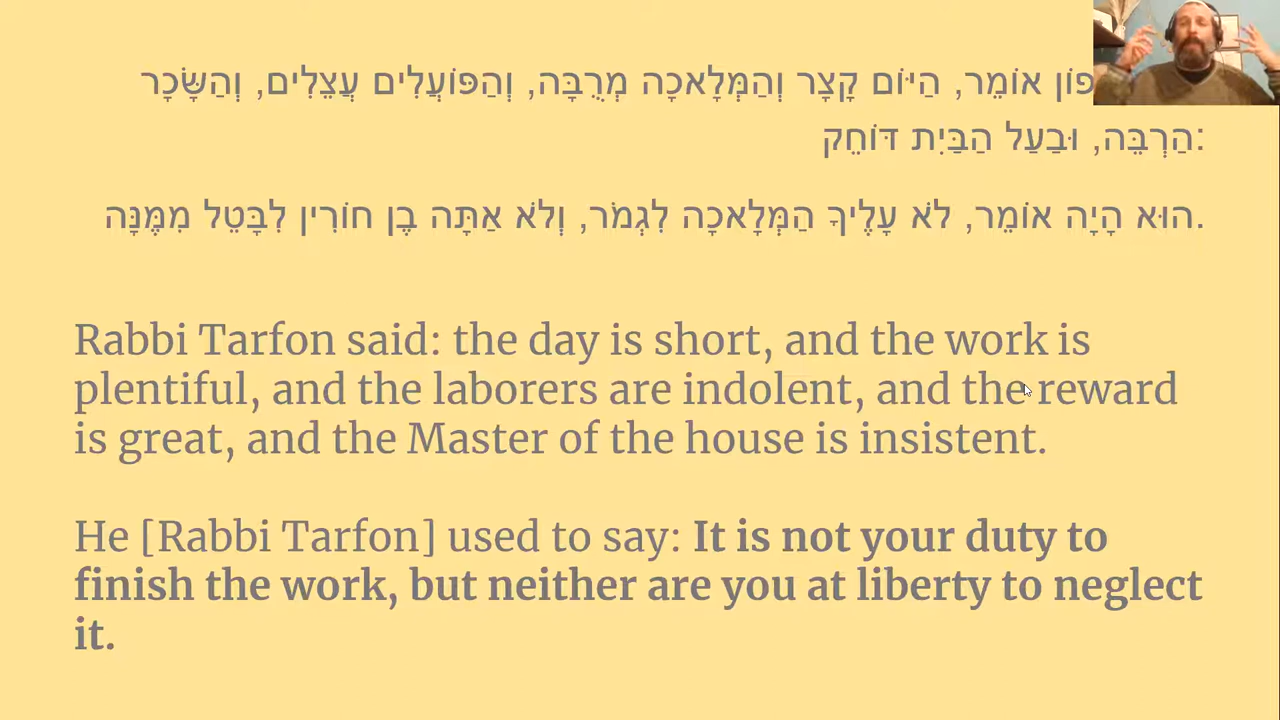 אוֹמֵר, הַיּוֹם קָצָר וְהַמְּלָאכָה מְרֻבָּה, וְהַפּוֹעֲלִים עֲצֵלִים, וְהַשָּׂכָר
הַרְבֵּה, וּבַעַל הַבַּיִת דּוֹחֵק:
הוּא הָיָה אוֹמֵר, לֹא עָלֶיךָ הַמְּלָאכָה לִגְמֹר, וְלֹא אַתָּה בֶן חוֹרִין לִבָּטֵל מִמֶּנָּה.
Rabbi Tarfon said: the day is short, and the work is
plentiful, and the laborers are indolent, and the reward
is great, and the Master of the house is insistent.
He [Rabbi Tarfon] used to say: It is not your duty to
finish the work, but neither are you at liberty to neglect
it.